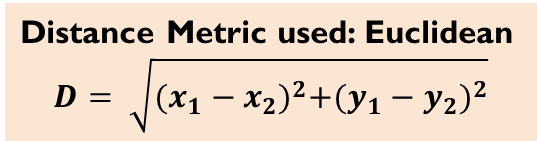 Distance Metric used: Euclidean
D = √(x₁ − x₂)²+(y₁ − y₂)²